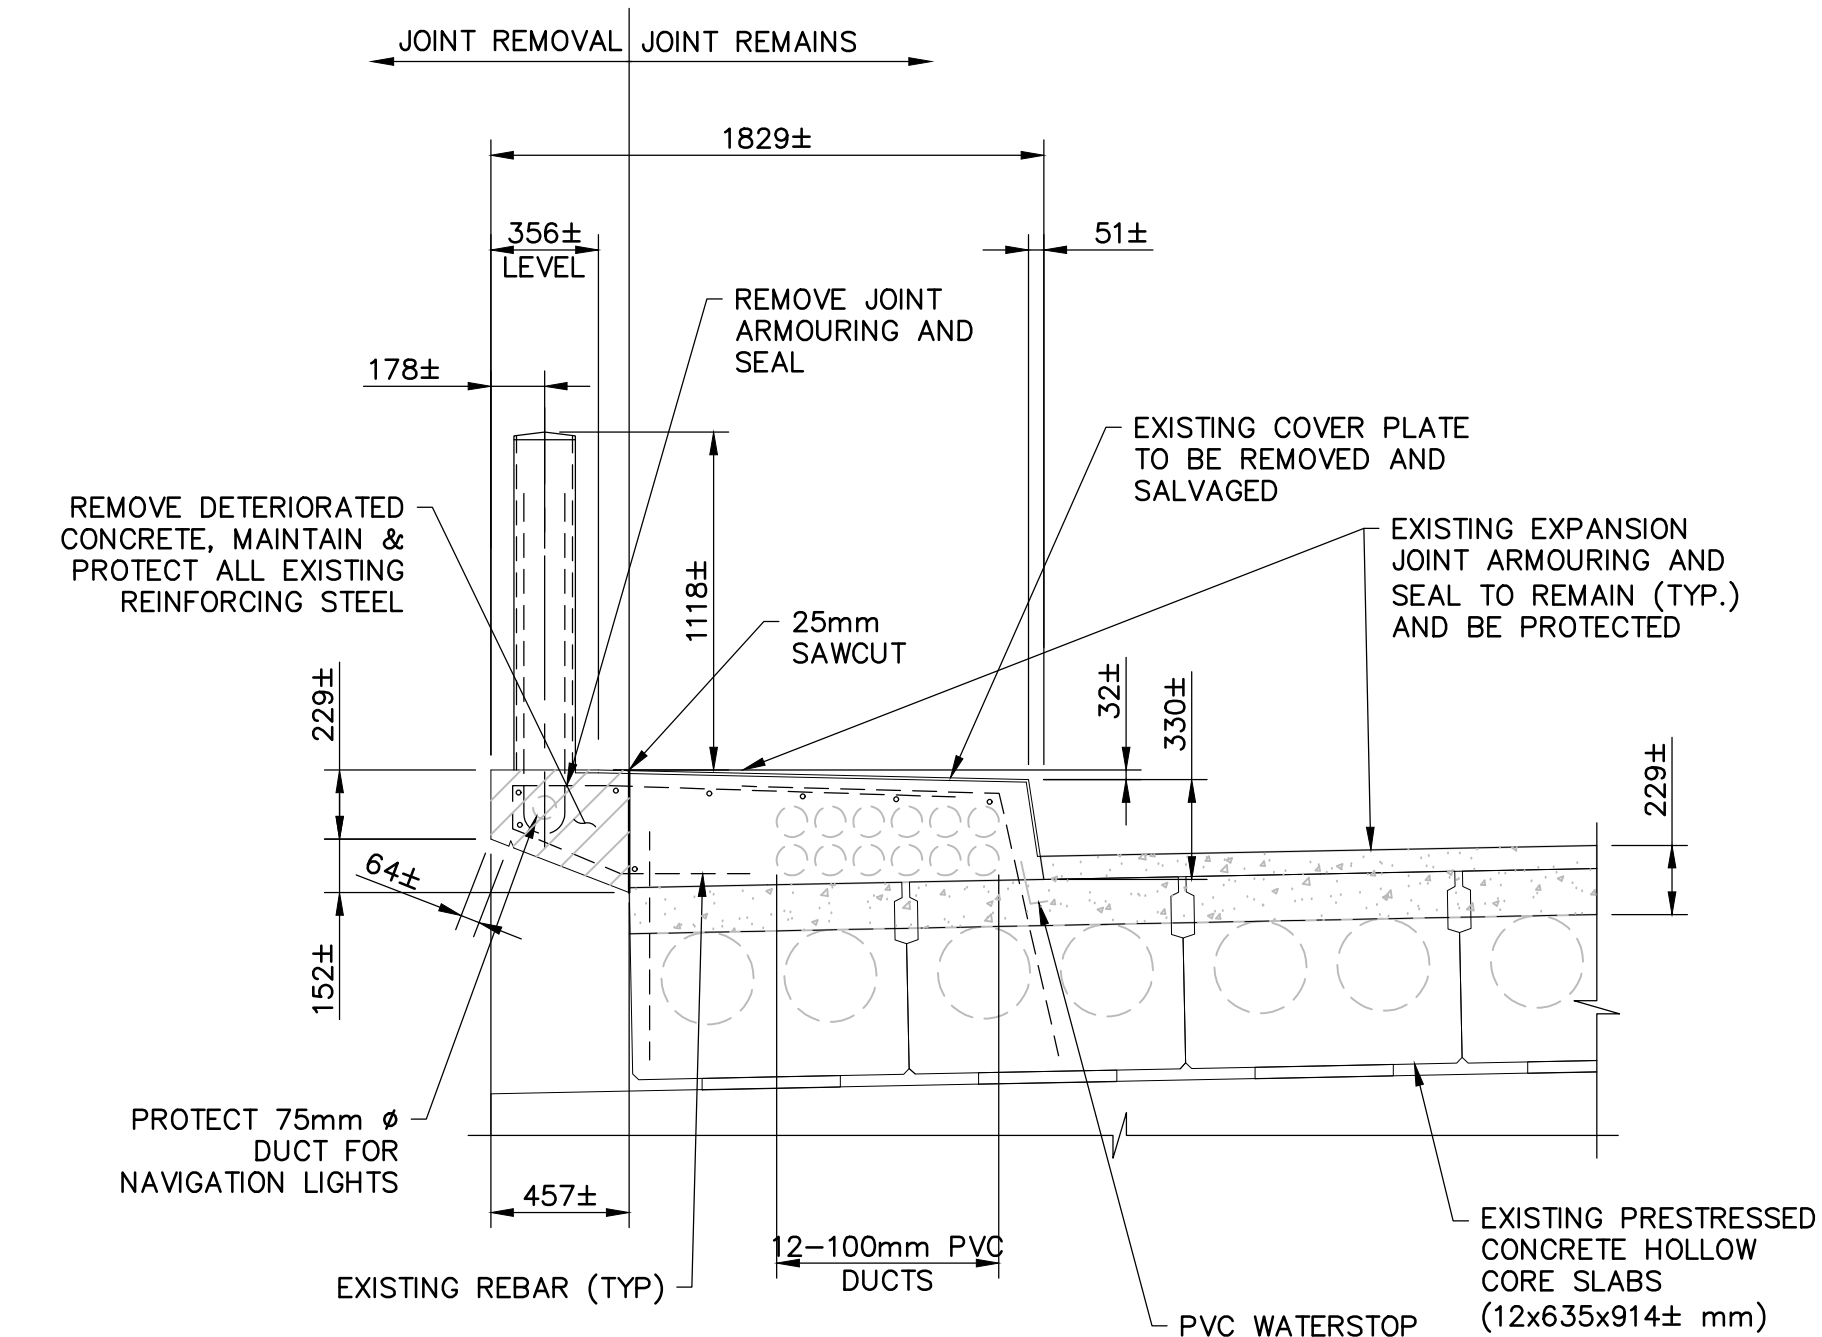 JOINT REMOVAL
JOINT REMAINS
1829±
356±
LEVEL
51±
REMOVE JOINT
ARMOURING AND
SEAL
178±
EXISTING COVER PLATE
TO BE REMOVED AND
SALVAGED
REMOVE DETERIORATED
CONCRETE, MAINTAIN &
PROTECT ALL EXISTING
REINFORCING STEEL
EXISTING EXPANSION
JOINT ARMOURING AND
SEAL TO REMAIN (TYP.)
AND BE PROTECTED
1118±
25mm
SAWCUT
229±
32±
330±
229±
64±
152±
PROTECT 75mm ø
DUCT FOR
NAVIGATION LIGHTS
457±
12-100mm PVC
DUCTS
EXISTING REBAR (TYP)
PVC WATERSTOP
EXISTING PRESTRESSED
CONCRETE HOLLOW
CORE SLABS
(12x635x914± mm)